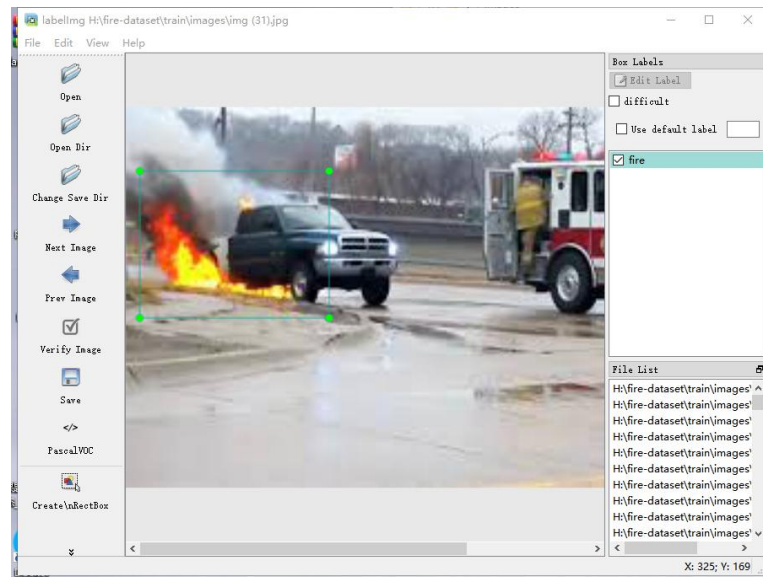 labelImg H:\fire-dataset\train\images\img (31).jpg
File Edit View Help
Open
Open Dir
Change Save Dir
Next Image
Prev Image
Verify Image
Save
</>
PascalVOC
Create\nRectBox
Box Labels
Edit Label
difficult
Use default label
fire
File List
H:\fire-dataset\train\images'
H:\fire-dataset\train\images'
H:\fire-dataset\train\images'
H:\fire-dataset\train\images'
H:\fire-dataset\train\images'
H:\fire-dataset\train\images'
H:\fire-dataset\train\images'
H:\fire-dataset\train\images'
H:\fire-dataset\train\images'
H:\fire-dataset\train\images'
X: 325; Y: 169